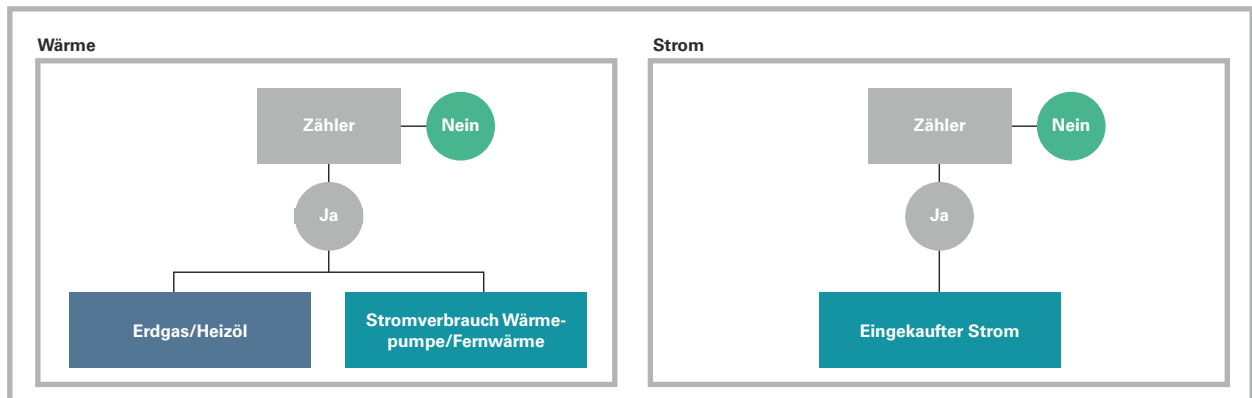 Wärme
Zähler
Nein
Ja
Erdgas/Heizöl
Stromverbrauch Wärme-
pumpe/Fernwärme
Strom
Zähler
Nein
Ja
Eingekaufter Strom